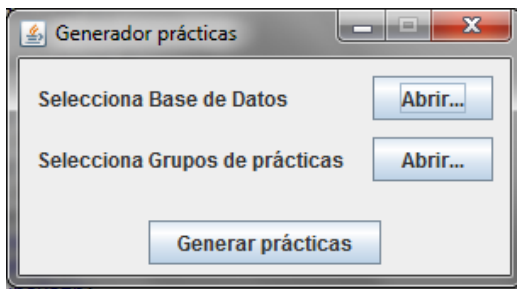 Generador prácticas
Selecciona Base de Datos Abrir...
Selecciona Grupos de prácticas Abrir...
Generar prácticas